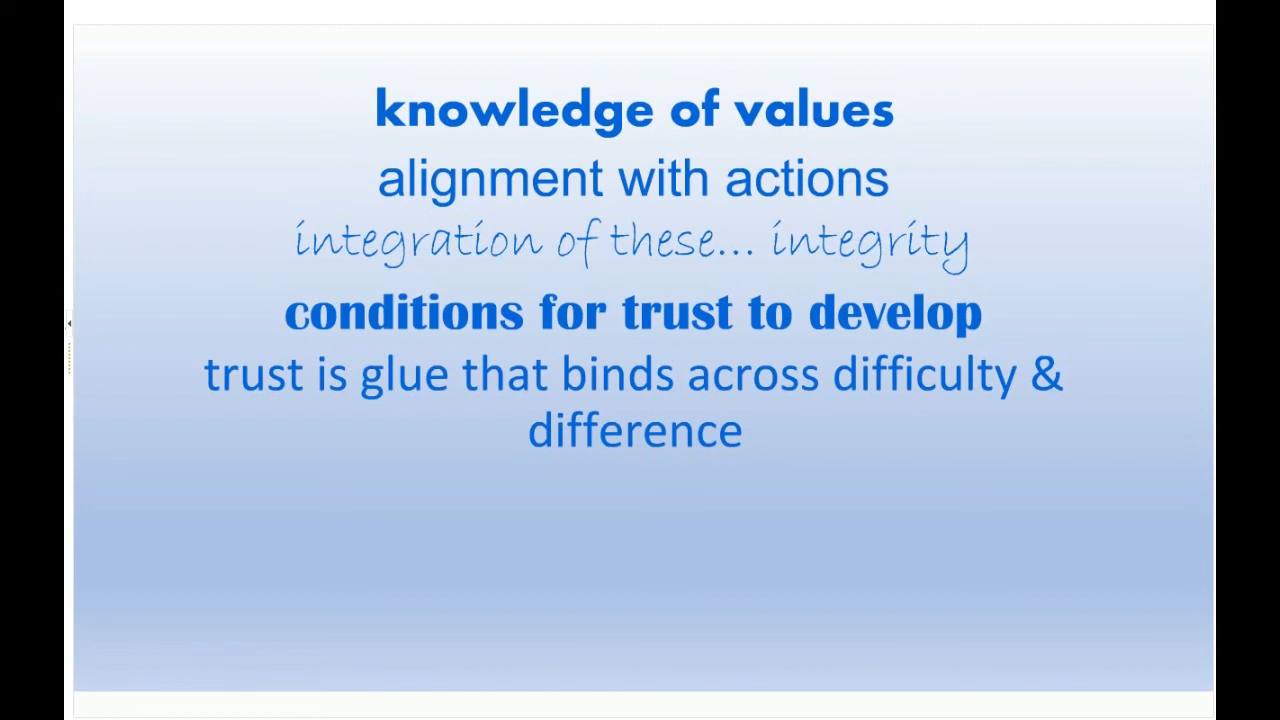 knowledge of values
alignment with actions
integration of these... integrity
conditions for trust to develop
trust is glue that binds across difficulty &
difference